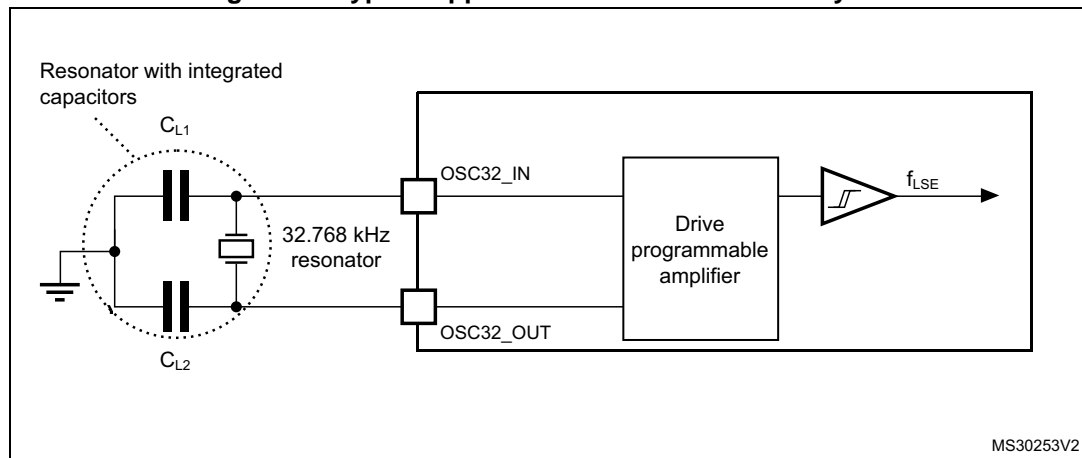 Resonator with integrated
capacitors
C_L1
OSC32_IN
32.768 kHz
resonator
Drive
programmable
amplifier
f_LSE
OSC32_OUT
C_L2
MS30253V2